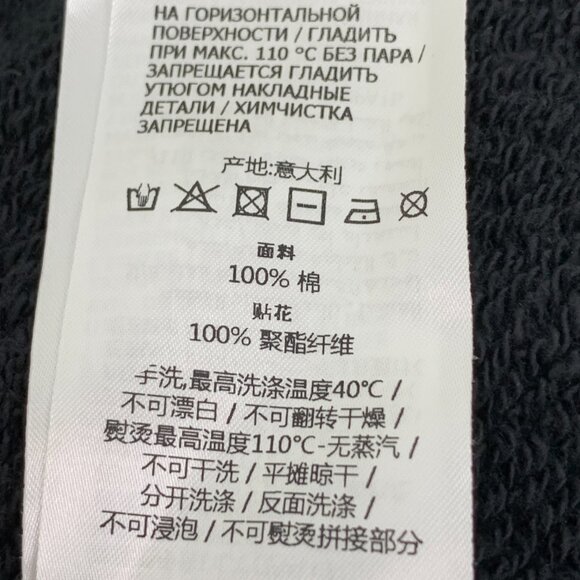 НА ГОРИЗОНТАЛЬНОЙ
ПОВЕРХНОСТИ / ГЛАДИТЬ
ПРИ МАКС. 110 °C БЕЗ ПАРА /
ЗАПРЕЩАЕТСЯ ГЛАДИТЬ
УТЮГОМ НАКЛАДНЫЕ
ДЕТАЛИ / ХИМЧИСТКА
ЗАПРЕЩЕНА
产地:意大利
面料
100% 棉
贴花
100% 聚酯纤维
手洗,最高洗涤温度40℃ /
不可漂白 / 不可翻转干燥 /
熨烫最高温度110℃-无蒸汽 /
不可干洗 / 平摊晾干 /
分开洗涤 / 反面洗涤 /
不可浸泡 / 不可熨烫拼接部分